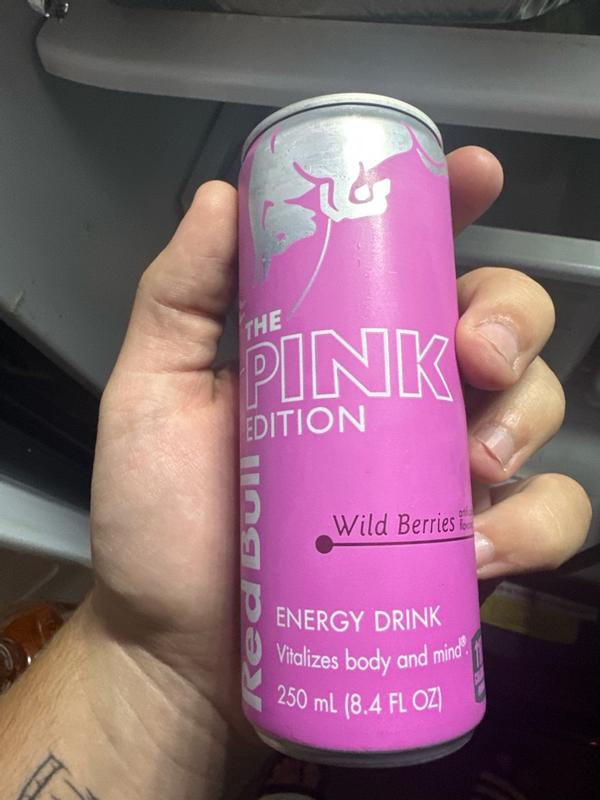 THE
PINK
EDITION
Red Bull
Wild Berries
ENERGY DRINK
Vitalizes body and mind®.
250 mL (8.4 FL OZ)